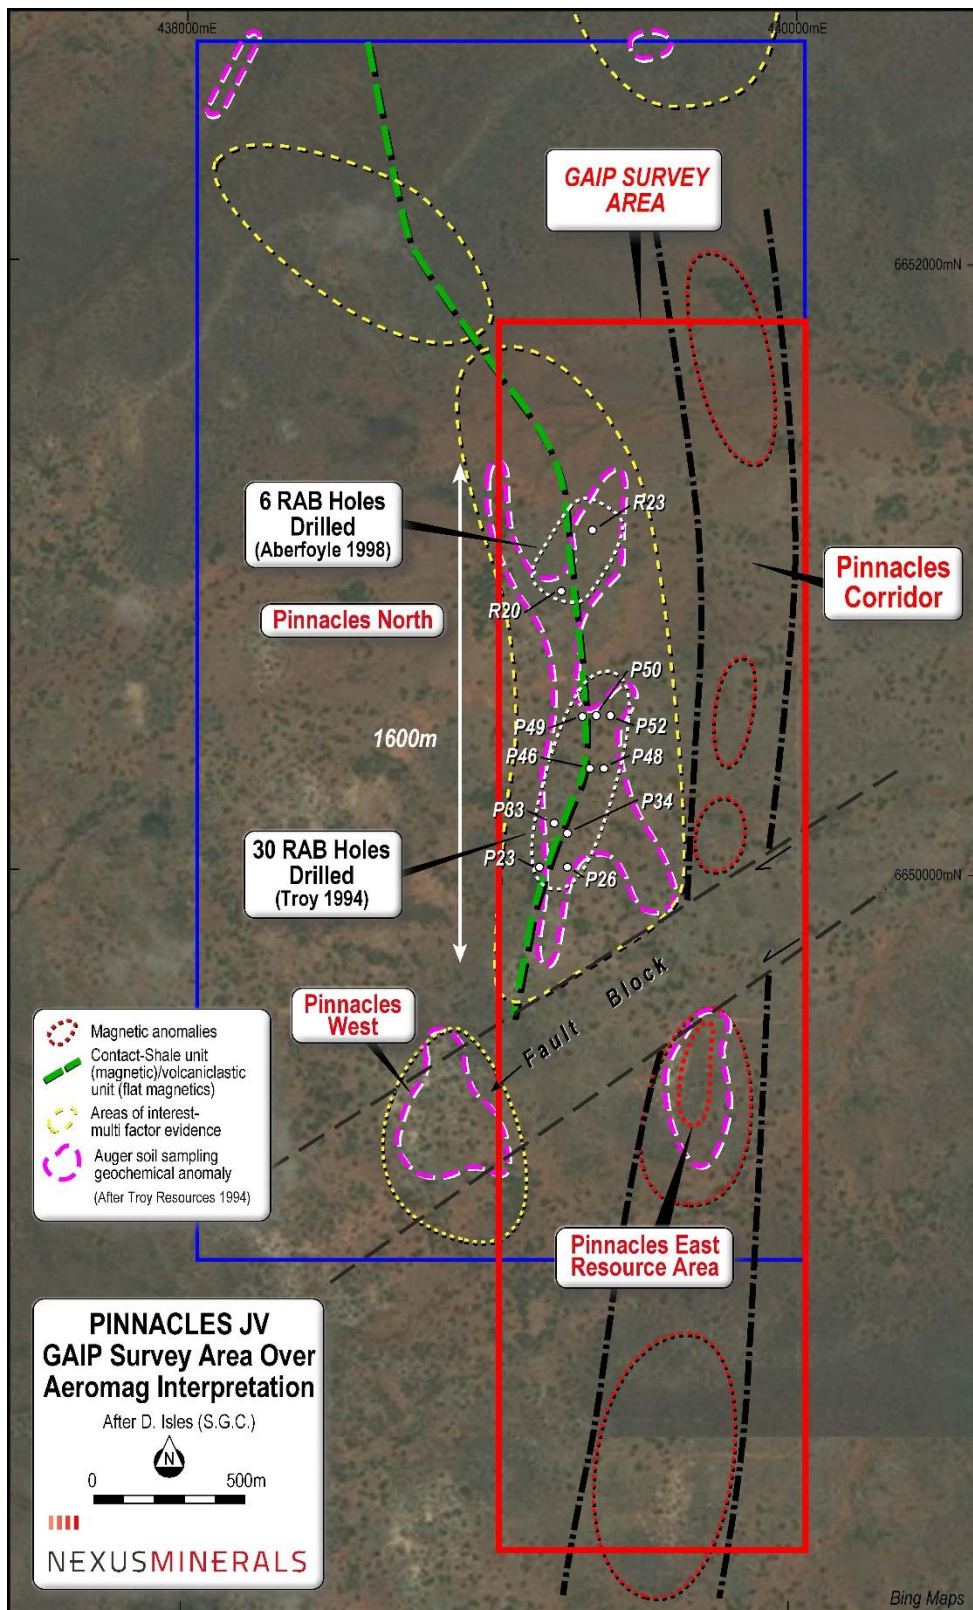 438000mE
440000mE
GAIP SURVEY
AREA
6652000mN
6 RAB Holes
Drilled
(Aberfoyle 1998)
R23
Pinnacles
Corridor
R20
Pinnacles North
P50
P49
P52
1600m
P46
P48
P33
P34
30 RAB Holes
Drilled
(Troy 1994)
P23
P26
6650000mN
Fault Block
Pinnacles
West
Magnetic anomalies
Contact-Shale unit
(magnetic)/volcaniclastic
unit (flat magnetics)
Areas of interest-
multi factor evidence
Auger soil sampling
geochemical anomaly
(After Troy Resources 1994)
Pinnacles East
Resource Area
PINNACLES JV
GAIP Survey Area Over
Aeromag Interpretation
After D. Isles (S.G.C.)
N
0 500m
NEXUSMINERALS
Bing Maps